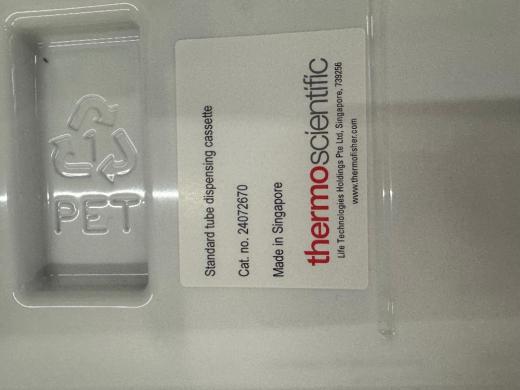 1
PET
Standard tube dispensing cassette
Cat. no. 24072670
Made in Singapore
thermoscientific
Life Technologies Holdings Pte Ltd, Singapore, 739256
www.thermofisher.com